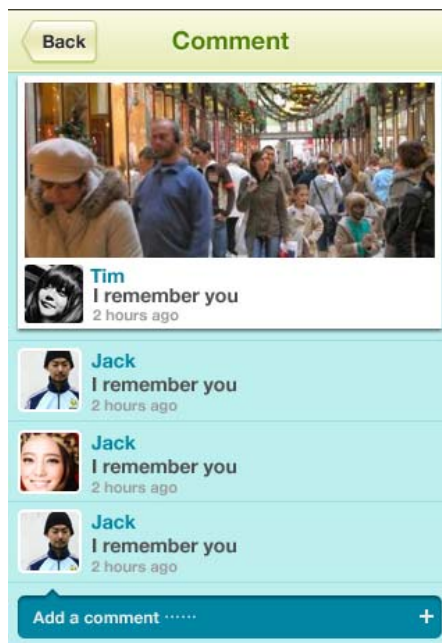 Back
Comment
Tim
I remember you
2 hours ago
Jack
I remember you
2 hours ago
Jack
I remember you
2 hours ago
Jack
I remember you
2 hours ago
Add a comment ······
+